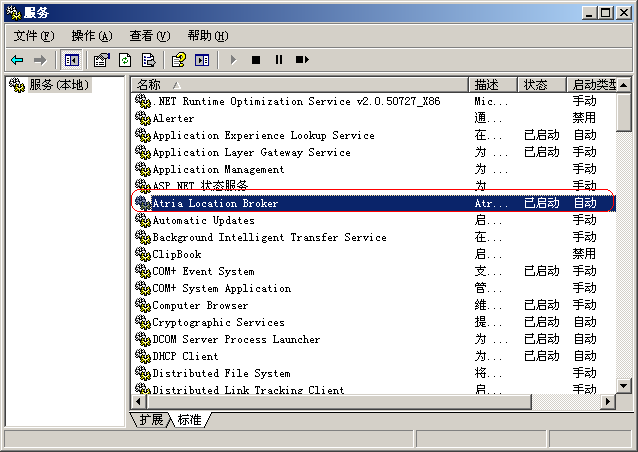 服务
文件(F) 操作(A) 查看(V) 帮助(H)
服务(本地)
名称 描述 状态 启动类型
.NET Runtime Optimization Service v2.0.50727_X86 Mic... 手动
Alerter 通... 禁用
Application Experience Lookup Service 在... 已启动 自动
Application Layer Gateway Service 为 ... 已启动 手动
Application Management 为 ... 手动
ASP.NET 状态服务 为 手动
Atria Location Broker Atr... 已启动 自动
Automatic Updates 启... 手动
Background Intelligent Transfer Service 在... 手动
ClipBook 启... 禁用
COM+ Event System 支... 已启动 手动
COM+ System Application 管... 手动
Computer Browser 维... 已启动 自动
Cryptographic Services 提... 已启动 自动
DCOM Server Process Launcher 为 ... 已启动 自动
DHCP Client 为... 已启动 自动
Distributed File System 将... 手动
Distributed Link Tracking Client 启... 已启动 自动
扩展 标准